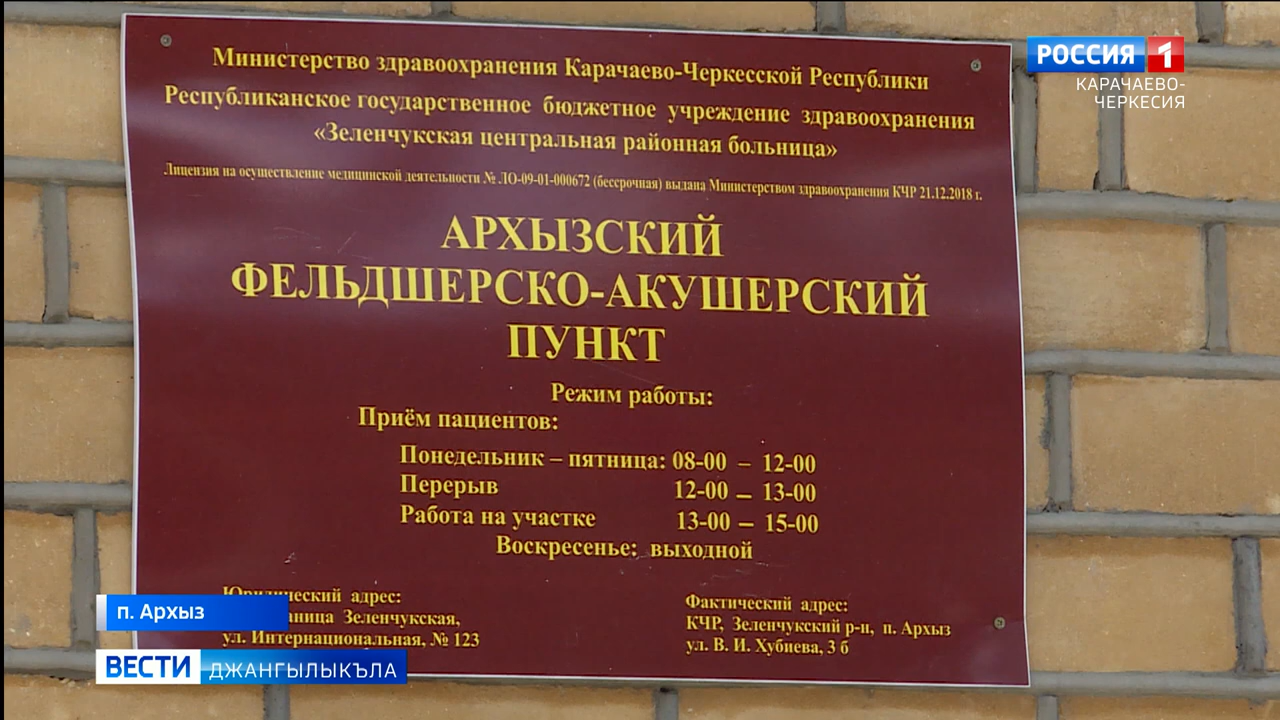 Министерство здравоохранения Карачаево-Черкесской Республики
Республиканское государственное бюджетное учреждение здравоохранения
«Зеленчукская центральная районная больница»
Лицензия на осуществление медицинской деятельности № ЛО-09-01-000672 (бессрочная) выдана Министерством здравоохранения КЧР 21.12.2018 г.
АРХЫЗСКИЙ
ФЕЛЬДШЕРСКО-АКУШЕРСКИЙ
ПУНКТ
Режим работы:
Приём пациентов:
Понедельник – пятница: 08-00 – 12-00
Перерыв 12-00 – 13-00
Работа на участке 13-00 – 15-00
Воскресенье: выходной
Юридический адрес:
Зеленчукская,
ул. Интернациональная, № 123
Фактический адрес:
КЧР, Зеленчукский р-н, п. Архыз
ул. В. И. Хубиева, 3 б
РОССИЯ 1
КАРАЧАЕВО-
ЧЕРКЕСИЯ
п. Архыз
ВЕСТИ ДЖАНГЫЛЫКЪЛА